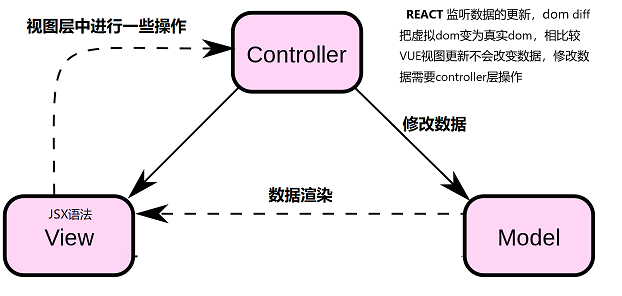 视图层中进行一些操作
Controller
REACT 监听数据的更新，dom diff
把虚拟dom变为真实dom，相比较
VUE视图更新不会改变数据，修改数
据需要controller层操作
修改数据
数据渲染
JSX语法
View
Model